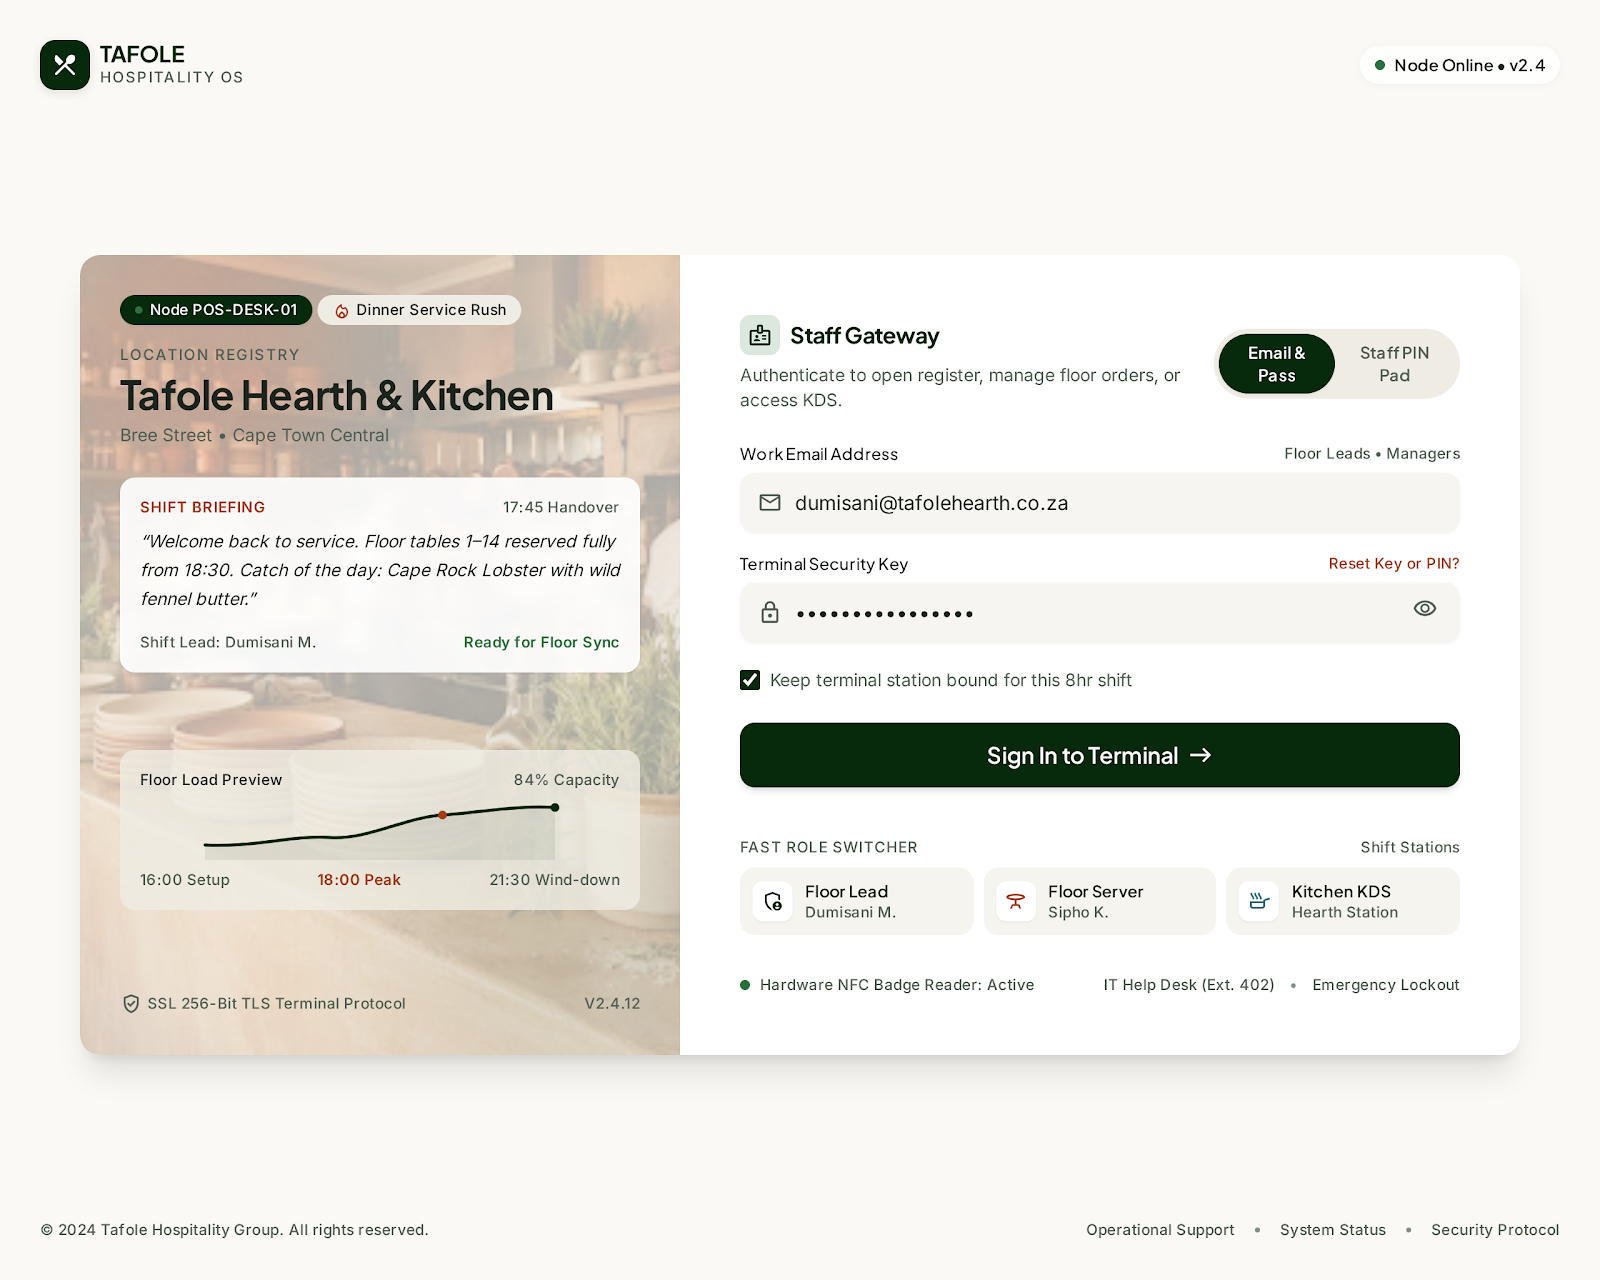 TAFOLE
HOSPITALITY OS
Node Online • v2.4
Node POS-DESK-01
Dinner Service Rush
LOCATION REGISTRY
Tafole Hearth & Kitchen
Bree Street • Cape Town Central
SHIFT BRIEFING
17:45 Handover
“Welcome back to service. Floor tables 1–14 reserved fully
from 18:30. Catch of the day: Cape Rock Lobster with wild
fennel butter.”
Shift Lead: Dumisani M.
Ready for Floor Sync
Floor Load Preview
84% Capacity
16:00 Setup
18:00 Peak
21:30 Wind-down
SSL 256-Bit TLS Terminal Protocol
V2.4.12
Staff Gateway
Authenticate to open register, manage floor orders, or
access KDS.
Email &
Pass
Staff PIN
Pad
Work Email Address
Floor Leads • Managers
dumisani@tafolehearth.co.za
Terminal Security Key
Reset Key or PIN?
••••••••••••••••
Keep terminal station bound for this 8hr shift
Sign In to Terminal →
FAST ROLE SWITCHER
Shift Stations
Floor Lead
Dumisani M.
Floor Server
Sipho K.
Kitchen KDS
Hearth Station
Hardware NFC Badge Reader: Active
IT Help Desk (Ext. 402) • Emergency Lockout
© 2024 Tafole Hospitality Group. All rights reserved.
Operational Support • System Status • Security Protocol